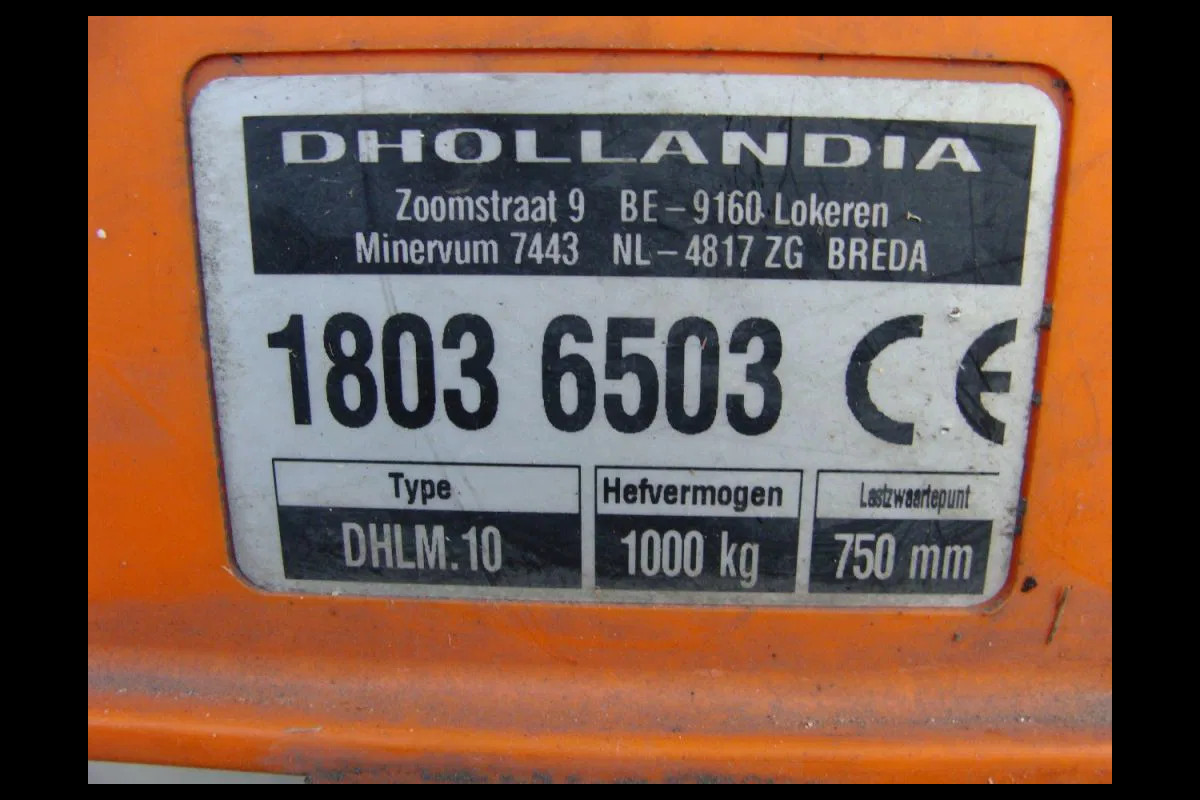 DHOLLANDIA
Zoomstraat 9 BE-9160 Lokeren
Minervum 7443 NL-4817 ZG BREDA
1803 6503 CE
Type Hefvermogen Lastzwaartepunt
DHLM.10 1000 kg 750 mm